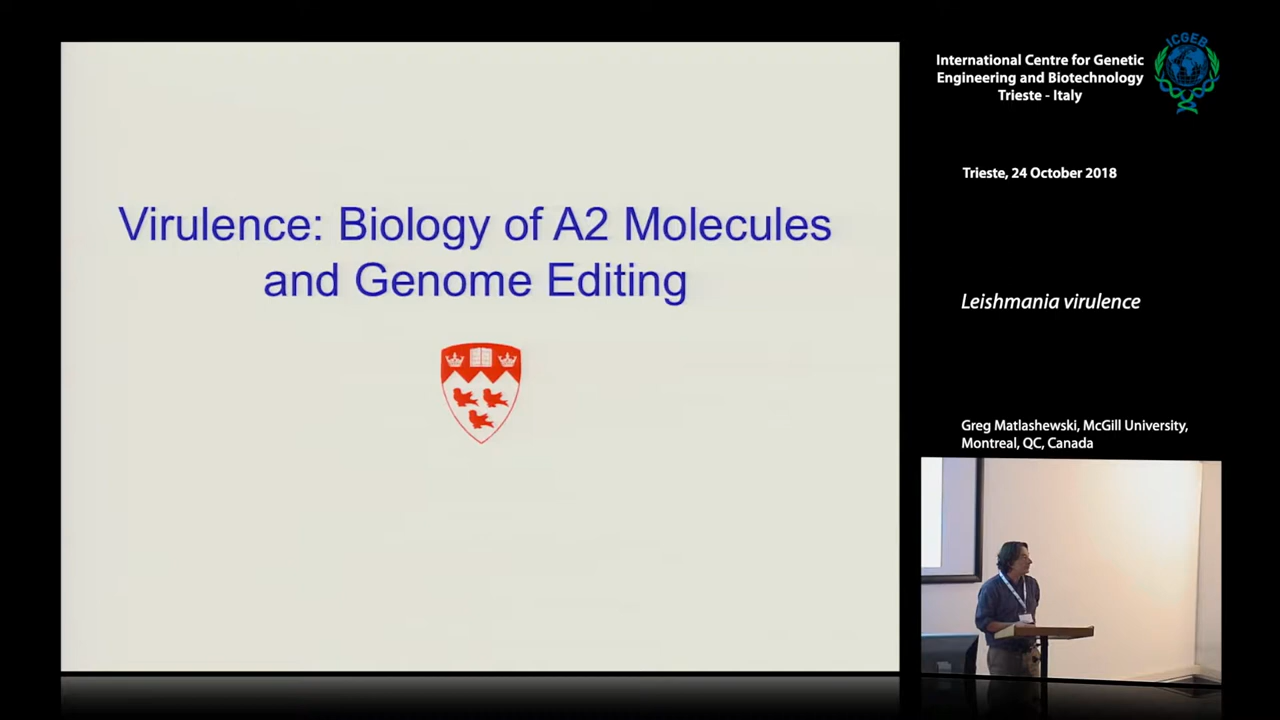 Virulence: Biology of A2 Molecules
and Genome Editing
International Centre for Genetic
Engineering and Biotechnology
Trieste - Italy
ICGEB
Trieste, 24 October 2018
Leishmania virulence
Greg Matlashewski, McGill University,
Montreal, QC, Canada